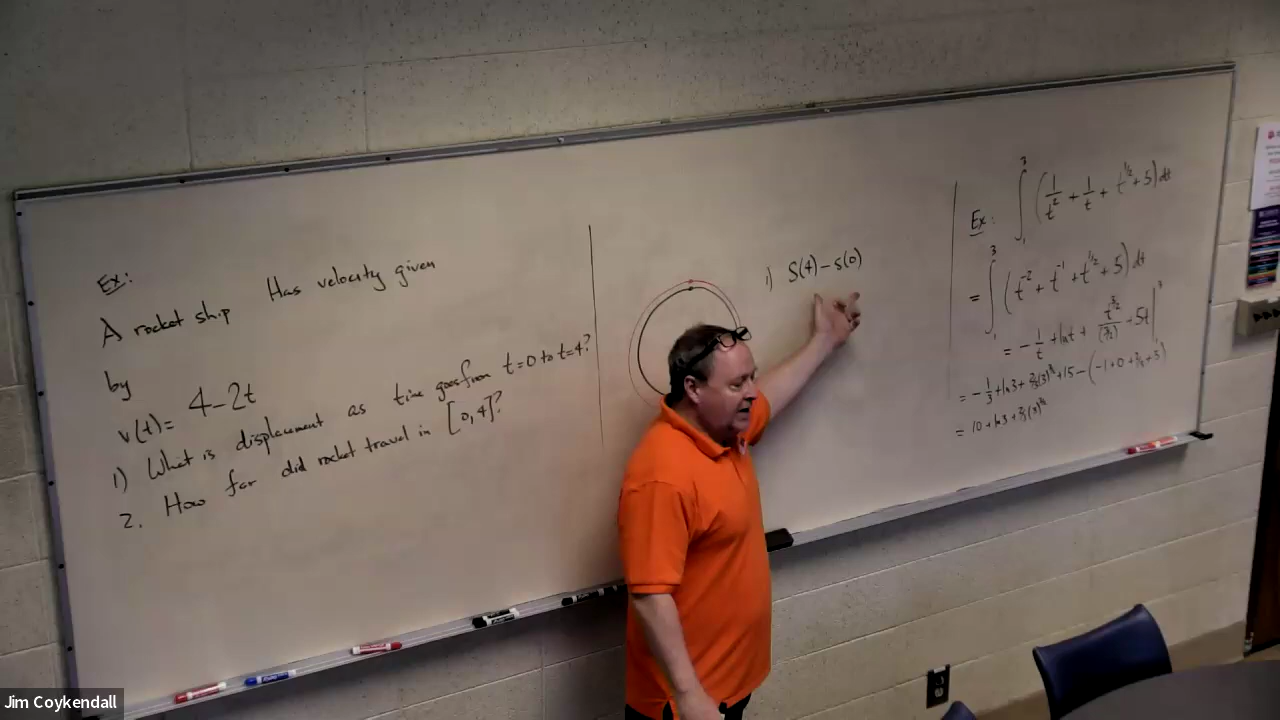 Ex:
A rocket ship Has velocity given
by
v(t) = 4-2t
1) What is displacement as time goes from t=0 to t=4?
2. How far did rocket travel in [0,4]?
1) S(4) - s(0)
Ex: ∫₁³ (1/t² + 1/t + t^{1/2} + 5) dt
= ∫₁³ (t⁻² + t⁻¹ + t^{1/2} + 5) dt
= -1/t + ln t + t^{3/2}/(3/2) + 5t |₁³
= -1/3 + ln3 + 2/3(3)^{3/2} + 15 - (-1 + 0 + 2/3 + 5)
= 10 + ln3 + 2/3(3)^{3/2}
Jim Coykendall